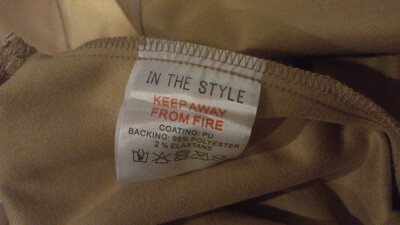 IN THE STYLE
KEEP AWAY
FROM FIRE
COATING: PU
BACKING: 98% POLYESTER
2% ELASTANE